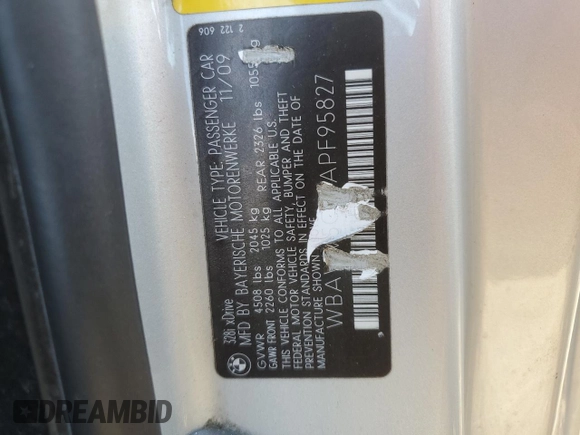 2 122 606
328i xDrive VEHICLE TYPE: PASSENGER CAR
MFD BY BAYERISCHE MOTORENWERKE 11/09
GVWR 4508 lbs 2045 kg
GAWR FRONT 2260 lbs 1025 kg REAR 2326 lbs 1055 kg
THIS VEHICLE CONFORMS TO ALL APPLICABLE U.S.
FEDERAL MOTOR VEHICLE SAFETY, BUMPER AND THEFT
PREVENTION STANDARDS IN EFFECT ON THE DATE OF
MANUFACTURE SHOWN
WBA APF95827
DREAMBID